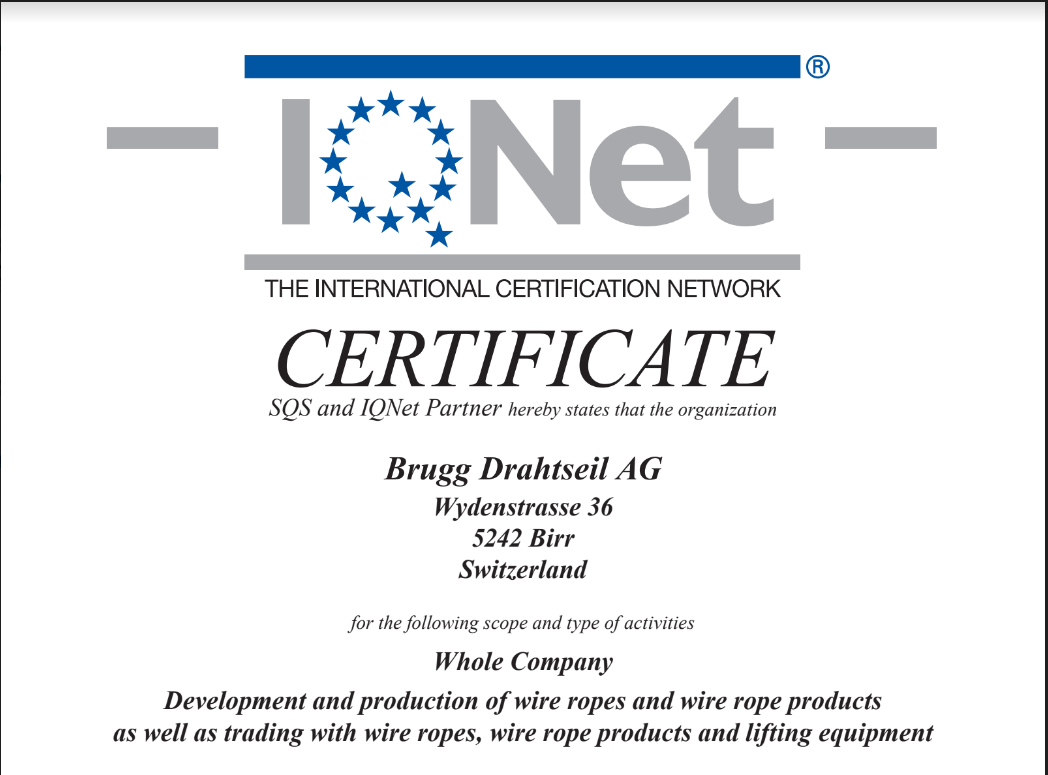 IQNet®
THE INTERNATIONAL CERTIFICATION NETWORK
CERTIFICATE
SQS and IQNet Partner hereby states that the organization
Brugg Drahtseil AG
Wydenstrasse 36
5242 Birr
Switzerland
for the following scope and type of activities
Whole Company
Development and production of wire ropes and wire rope products
as well as trading with wire ropes, wire rope products and lifting equipment